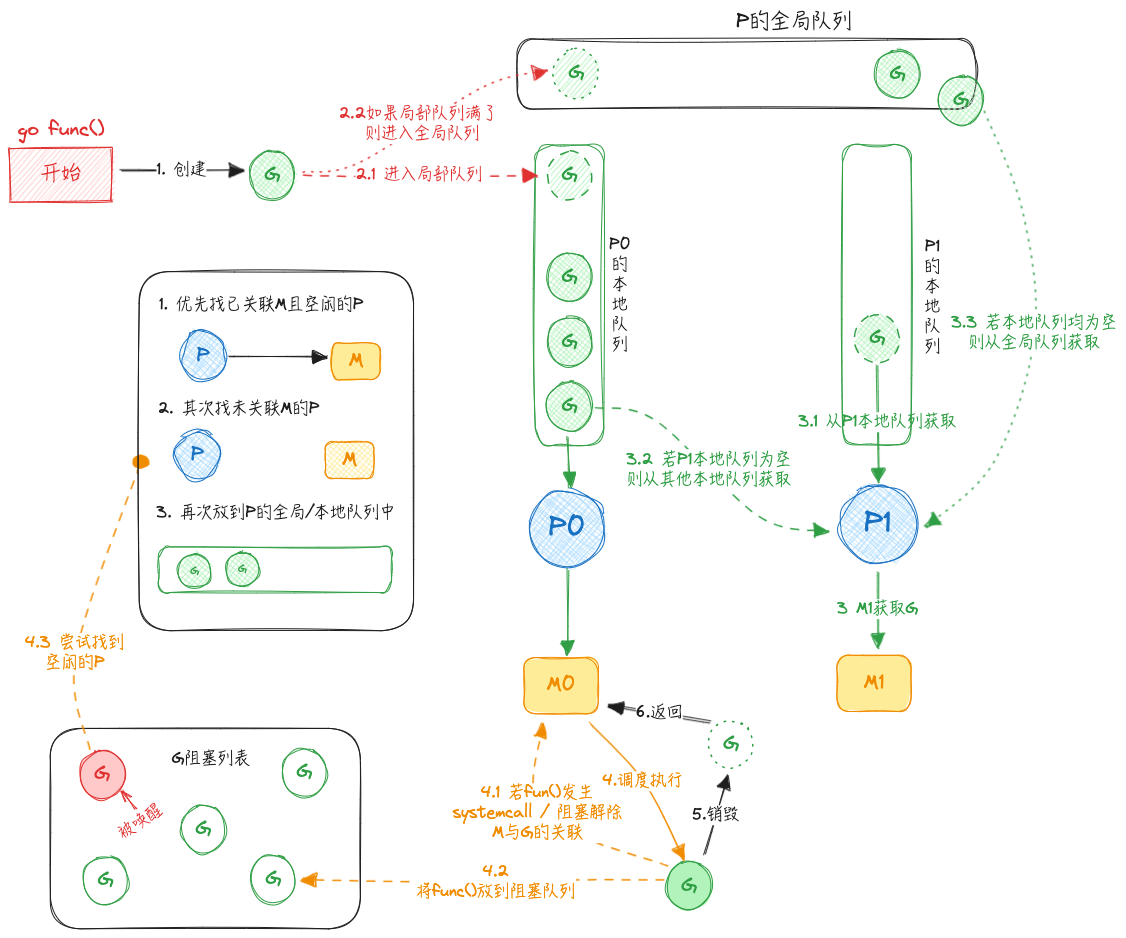 P的全局队列
G
G
G
2.2如果局部队列满了
则进入全局队列
go func()
开始
1. 创建
G
2.1 进入局部队列
G
G
G
G
P0的本地队列
P1的本地队列
G
3.3 若本地队列均为空
则从全局队列获取
3.1 从P1本地队列获取
3.2 若P1本地队列为空
则从其他本地队列获取
1. 优先找已关联M且空闲的P
P
M
2. 其次找未关联M的P
P
M
3. 再次放到P的全局/本地队列中
G
G
P0
P1
3 M1获取G
M0
M1
4.3 尝试找到
空闲的P
6.返回
G
G阻塞列表
G
G
被唤醒
G
G
G
4.调度执行
4.1 若fun()发生
systemcall / 阻塞解除
M与G的关联
5.销毁
4.2
将func()放到阻塞队列
G